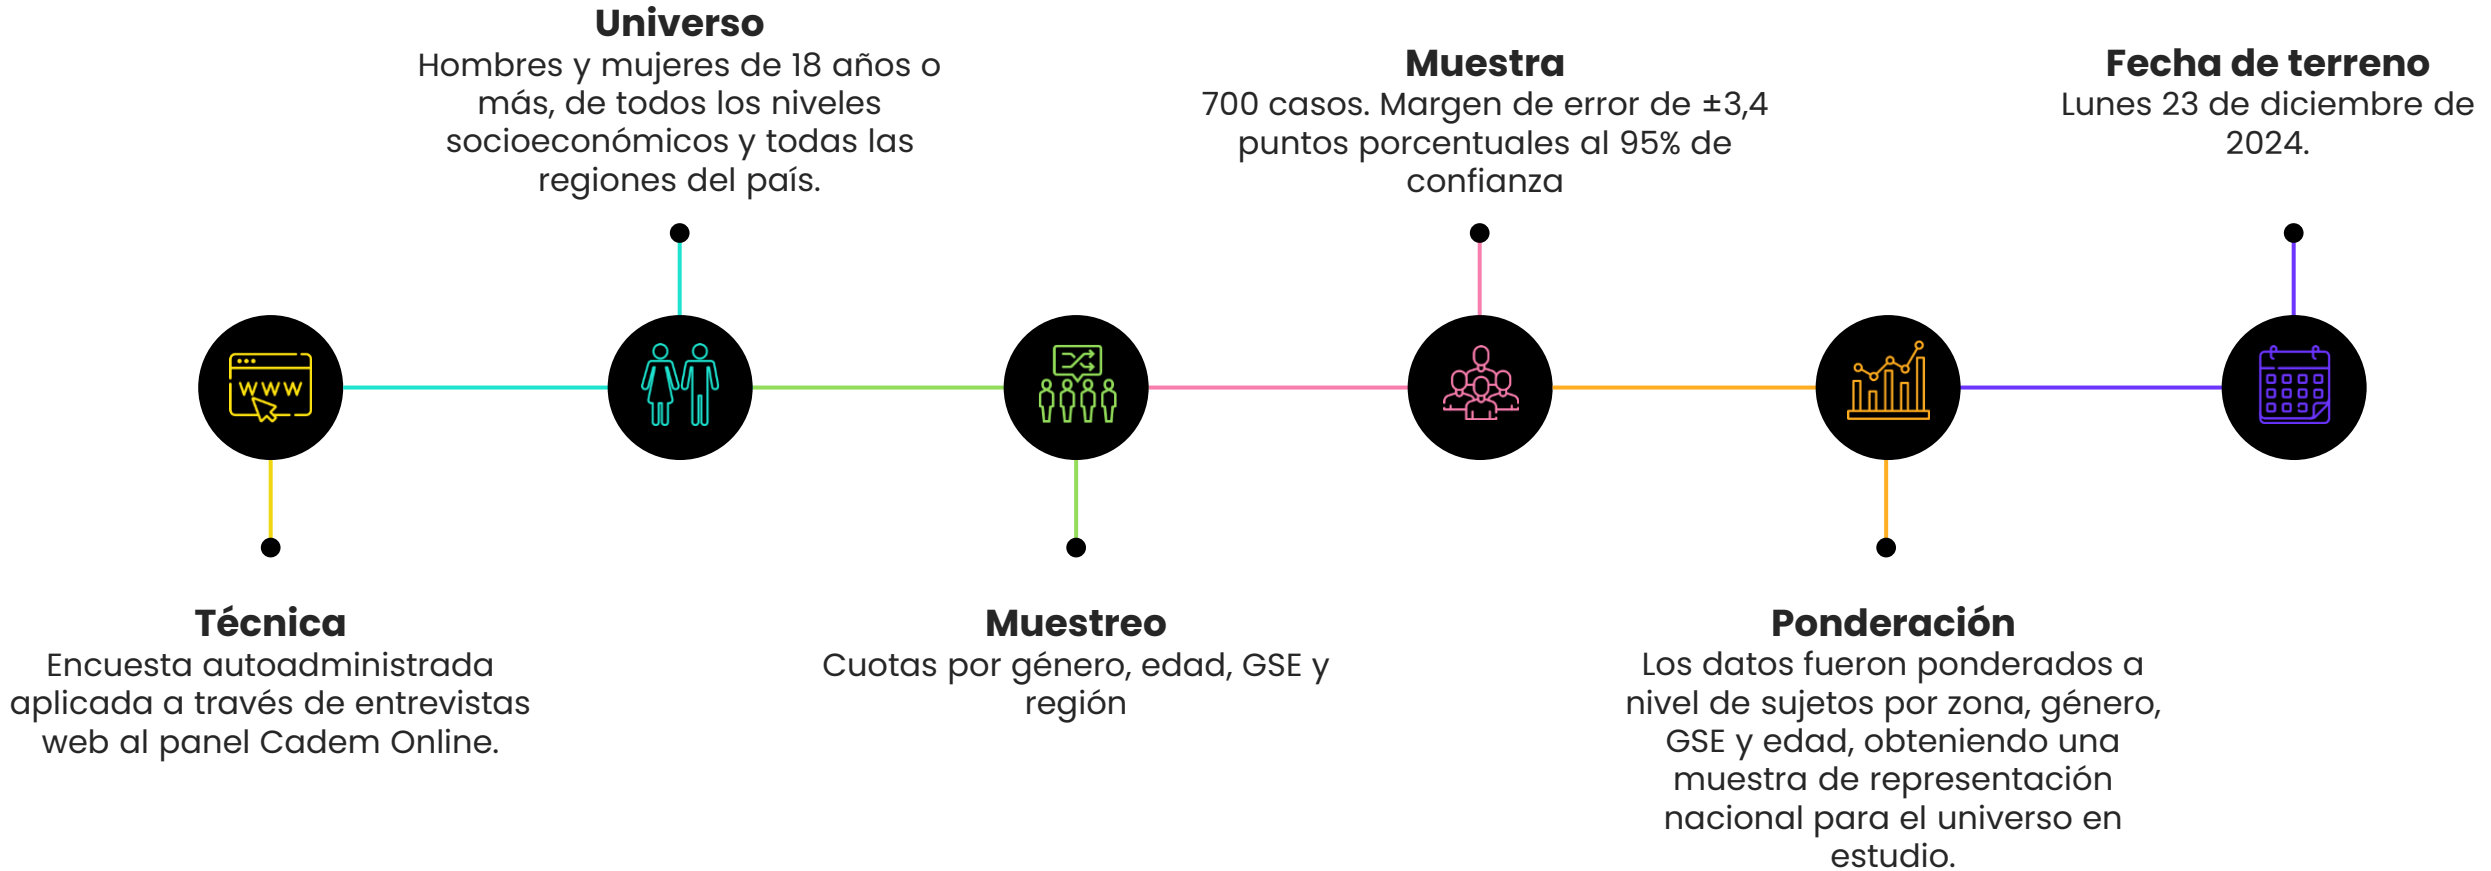 Universo
Hombres y mujeres de 18 años o
más, de todos los niveles
socioeconómicos y todas las
regiones del país.
Muestra
700 casos. Margen de error de ±3,4
puntos porcentuales al 95% de
confianza
Fecha de terreno
Lunes 23 de diciembre de
2024.
WWW
Técnica
Encuesta autoadministrada
aplicada a través de entrevistas
web al panel Cadem Online.
Muestreo
Cuotas por género, edad, GSE y
región
Ponderación
Los datos fueron ponderados a
nivel de sujetos por zona, género,
GSE y edad, obteniendo una
muestra de representación
nacional para el universo en
estudio.